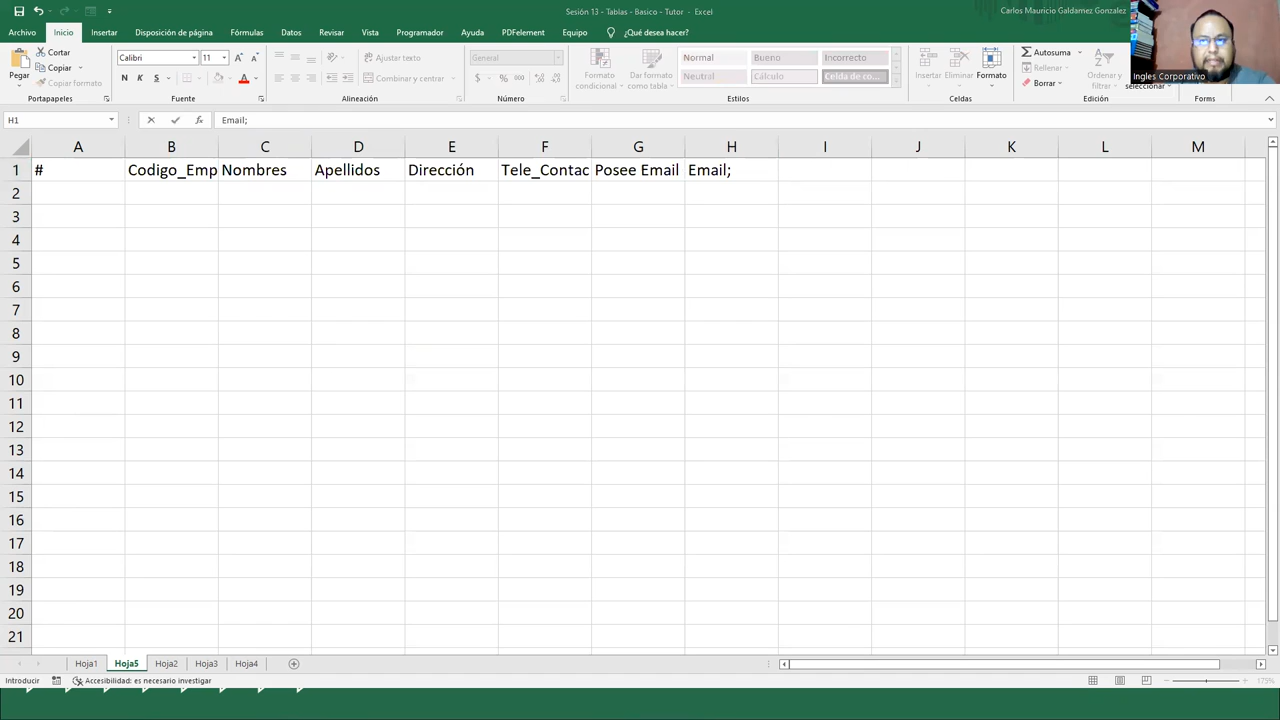 Sesión 13 - Tablas - Basico - Tutor - Excel
Carlos Mauricio Galdamez Gonzalez
Archivo Inicio Insertar Disposición de página Fórmulas Datos Revisar Vista Programador Ayuda PDFelement Equipo ¿Qué desea hacer?
Pegar
Cortar
Copiar
Copiar formato
Portapapeles
Calibri 11
N K S
Fuente
Ajustar texto
Combinar y centrar
Alineación
General
$ % 000
Número
Formato condicional
Dar formato como tabla
Normal Bueno Incorrecto
Neutral Cálculo Celda de co...
Estilos
Insertar Eliminar Formato
Celdas
Autosuma
Rellenar
Borrar
Ordenar y filtrar
seleccionar
Edición
Forms
Ingles Corporativo
H1 fx Email;
A B C D E F G H I J K L M
1 # Codigo_Emp Nombres Apellidos Dirección Tele_Contac Posee Email Email;
2
3
4
5
6
7
8
9
10
11
12
13
14
15
16
17
18
19
20
21
Hoja1 Hoja5 Hoja2 Hoja3 Hoja4
Introducir Accesibilidad: es necesario investigar 175%